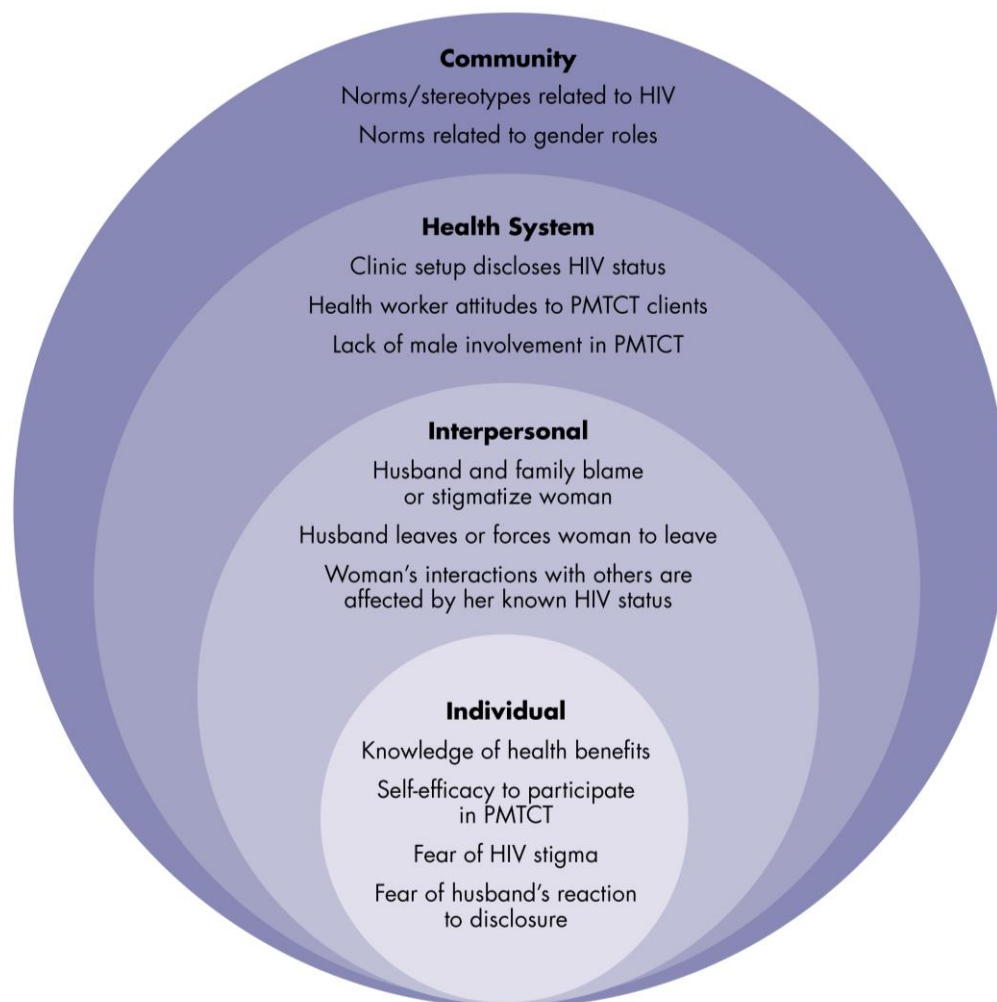 Community
Norms/stereotypes related to HIV
Norms related to gender roles
Health System
Clinic setup discloses HIV status
Health worker attitudes to PMTCT clients
Lack of male involvement in PMTCT
Interpersonal
Husband and family blame
or stigmatize woman
Husband leaves or forces woman to leave
Woman’s interactions with others are
affected by her known HIV status
Individual
Knowledge of health benefits
Self-efficacy to participate
in PMTCT
Fear of HIV stigma
Fear of husband’s reaction
to disclosure